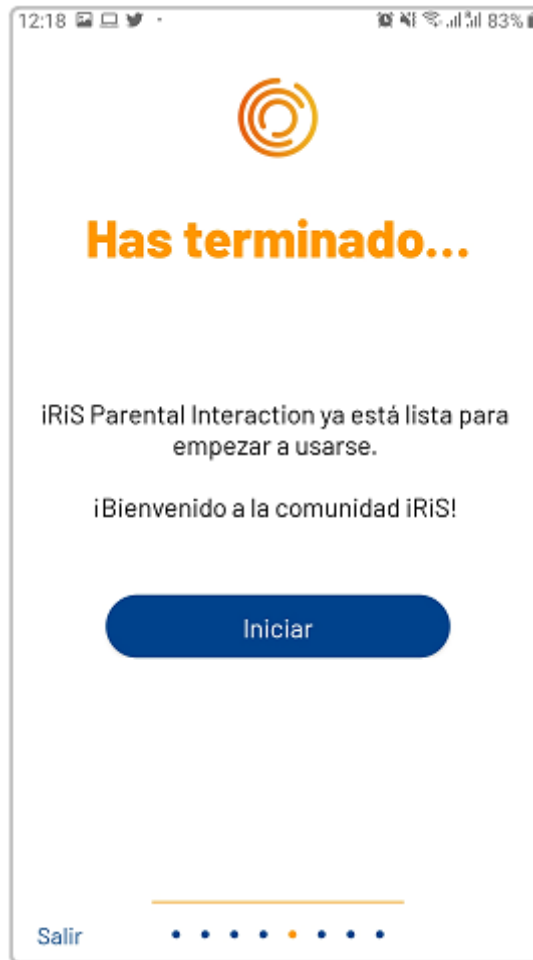 12:18
83%
Has terminado...
iRiS Parental Interaction ya está lista para
empezar a usarse.
¡Bienvenido a la comunidad iRiS!
Iniciar
Salir